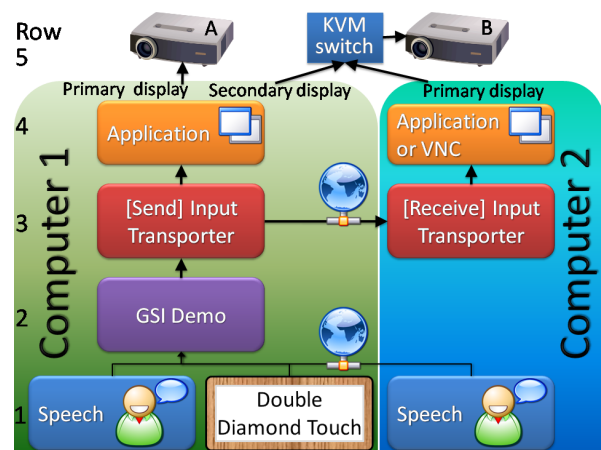 Row
5
A
KVM
switch
B
Primary display
Secondary display
Primary display
4
Application
Application
or VNC
Computer 1
Computer 2
3
[Send] Input
Transporter
[Receive] Input
Transporter
2
GSI Demo
1
Speech
Double
Diamond Touch
Speech